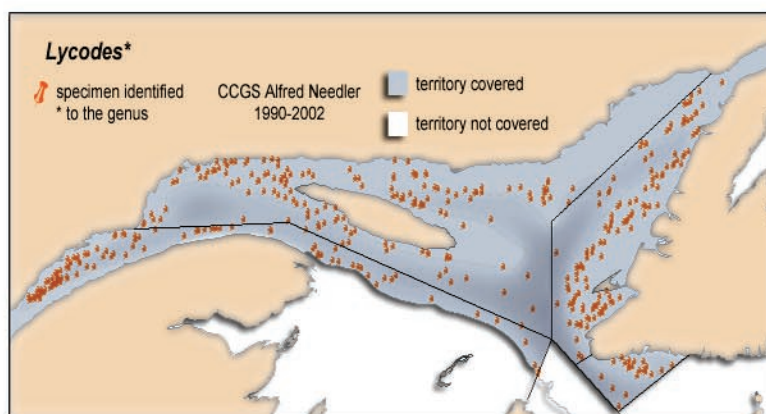 Lycodes*
specimen identified
* to the genus
CCGS Alfred Needler
1990-2002
territory covered
territory not covered